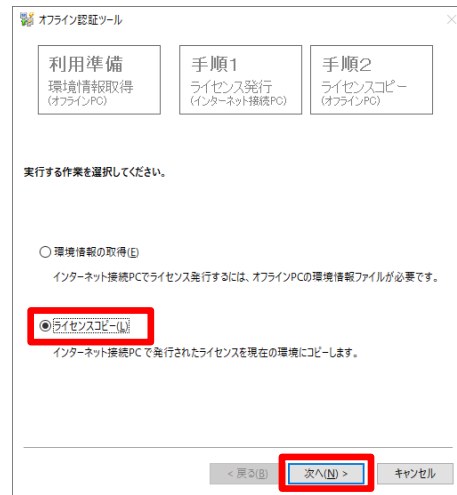 オフライン認証ツール
利用準備
環境情報取得
(オフラインPC)
手順1
ライセンス発行
(インターネット接続PC)
手順2
ライセンスコピー
(オフラインPC)
実行する作業を選択してください。
環境情報の取得(E)
インターネット接続PCでライセンス発行するには、オフラインPCの環境情報ファイルが必要です。
ライセンスコピー(L)
インターネット接続PC で発行されたライセンスを現在の環境にコピーします。
< 戻る(B)
次へ(N) >
キャンセル